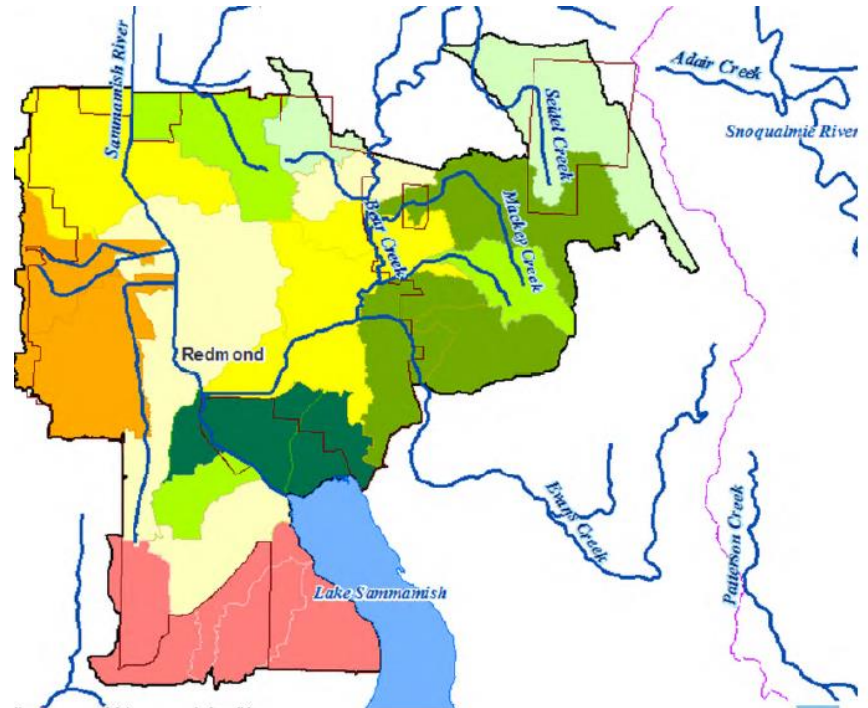 Sammamish River
Adair Creek
Seidel Creek
Snoqualmie River
Bear Creek
Mackey Creek
Redmond
Evans Creek
Patterson Creek
Lake Sammamish